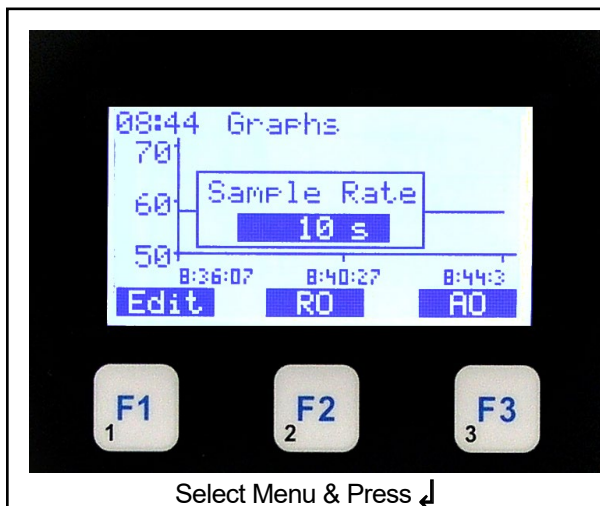 08:44 Graphs
70
Sample Rate
60
10 s
50
8:36:07 8:40:27 8:44:3
Edit RO AO
F1 F2 F3
1 2 3
Select Menu & Press ↲